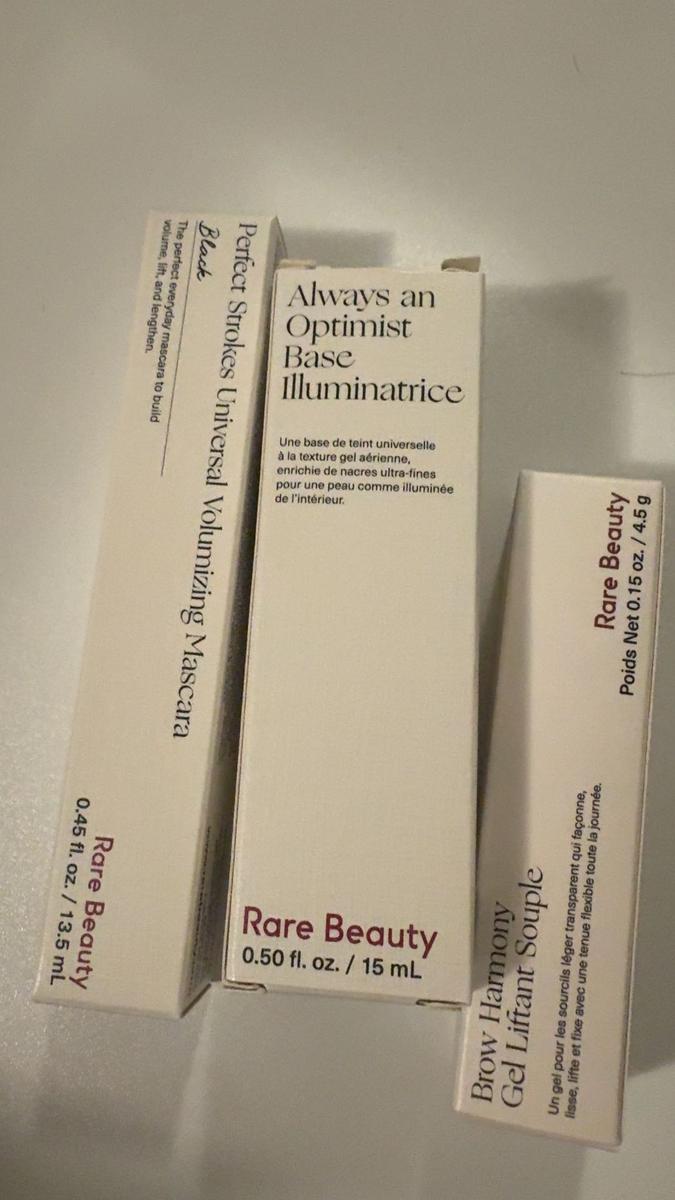 Perfect Strokes Universal Volumizing Mascara
Black
The perfect everyday mascara to build
volume, lift, and lengthen.
Rare Beauty
0.45 fl. oz. / 13.5 mL
Always an
Optimist
Base
Illuminatrice
Une base de teint universelle
à la texture gel aérienne,
enrichie de nacres ultra-fines
pour une peau comme illuminée
de l'intérieur.
Rare Beauty
0.50 fl. oz. / 15 mL
Brow Harmony
Gel Liftant Souple
Un gel pour les sourcils léger transparent qui façonne,
lisse, lifte et fixe avec une tenue flexible toute la journée.
Rare Beauty
Poids Net 0.15 oz. / 4.5 g